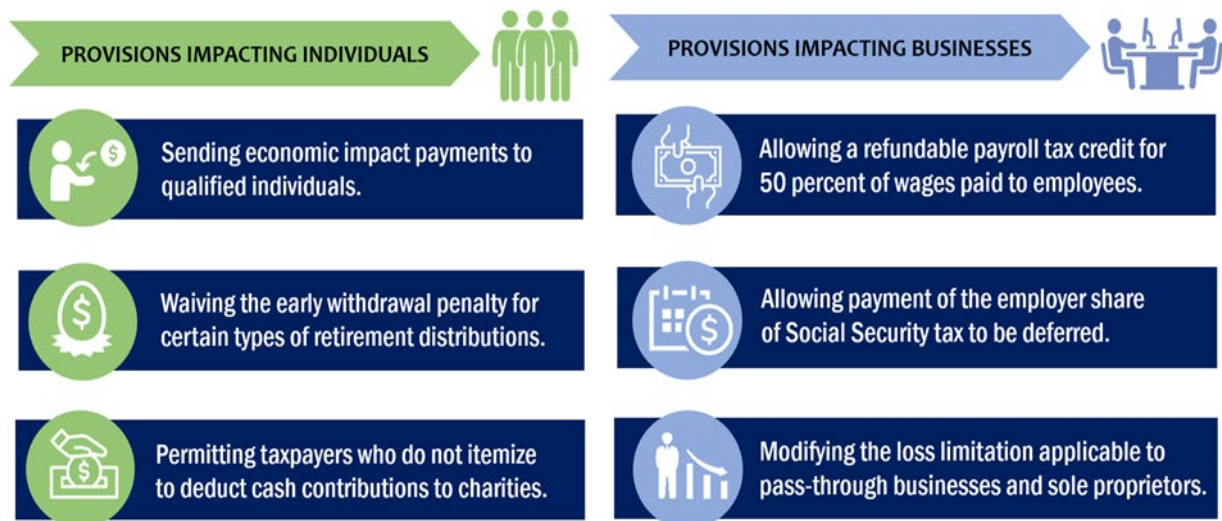 PROVISIONS IMPACTING INDIVIDUALS
Sending economic impact payments to
qualified individuals.
Waiving the early withdrawal penalty for
certain types of retirement distributions.
Permitting taxpayers who do not itemize
to deduct cash contributions to charities.
PROVISIONS IMPACTING BUSINESSES
Allowing a refundable payroll tax credit for
50 percent of wages paid to employees.
Allowing payment of the employer share
of Social Security tax to be deferred.
Modifying the loss limitation applicable to
pass-through businesses and sole proprietors.